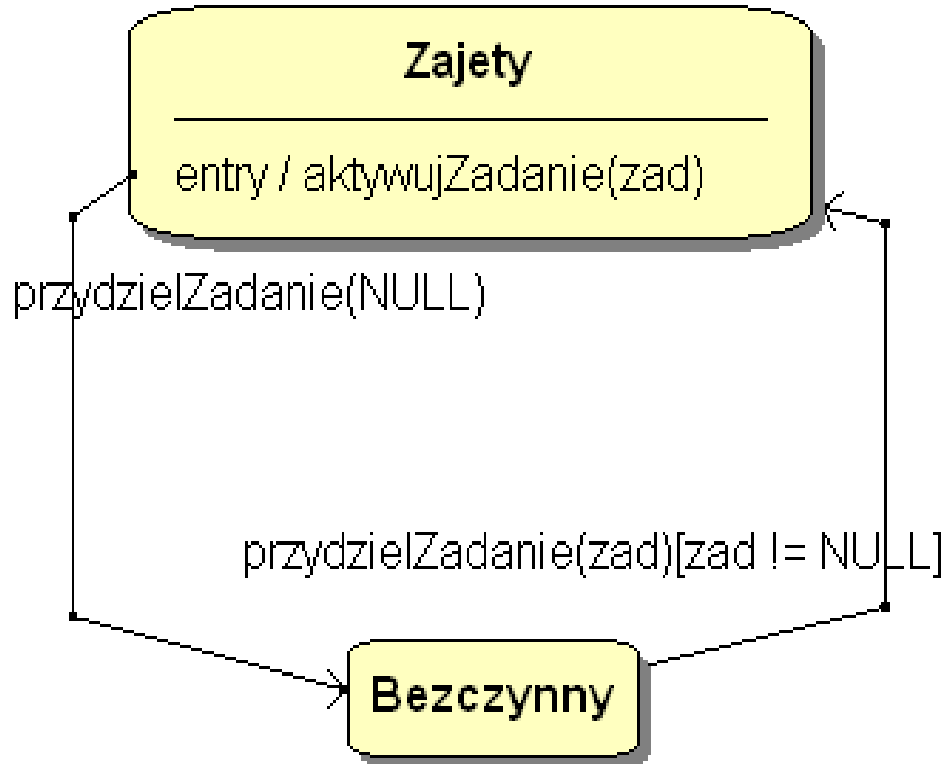 Zajety
entry / aktywujZadanie(zad)
przydzielZadanie(NULL)
przydzielZadanie(zad)[zad != NULL]
Bezczynny